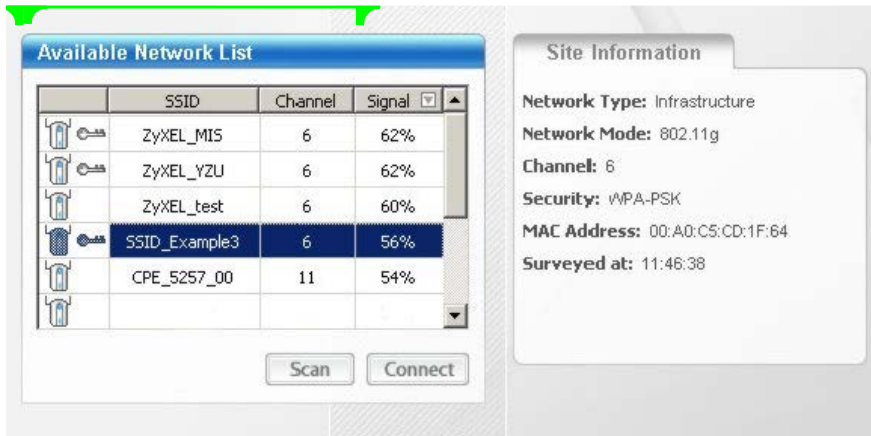 Available Network List
SSID Channel Signal
ZyXEL_MIS 6 62%
ZyXEL_YZU 6 62%
ZyXEL_test 6 60%
SSID_Example3 6 56%
CPE_5257_00 11 54%
Scan Connect
Site Information
Network Type: Infrastructure
Network Mode: 802.11g
Channel: 6
Security: WPA-PSK
MAC Address: 00:A0:C5:CD:1F:64
Surveyed at: 11:46:38